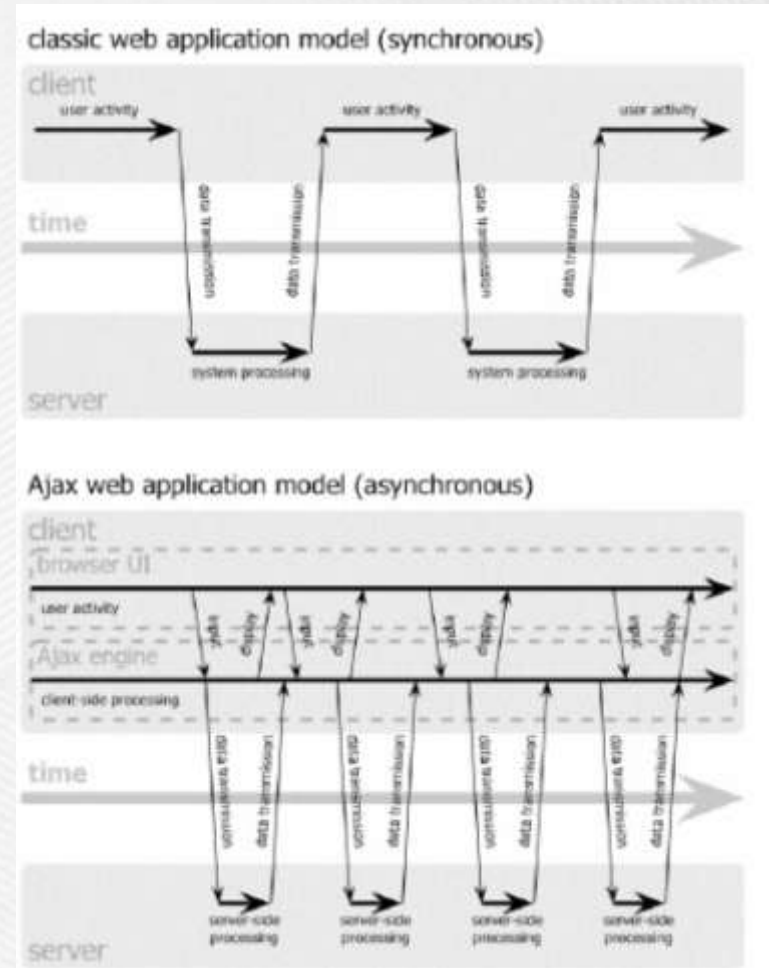 classic web application model (synchronous)
client
user activity
user activity
user activity
data transmission
data transmission
data transmission
data transmission
time
system processing
system processing
server
Ajax web application model (asynchronous)
client
browser UI
user activity
input
display
input
display
input
display
input
display
Ajax engine
client-side processing
data transmission
data transmission
data transmission
data transmission
data transmission
data transmission
data transmission
data transmission
time
server-side
processing
server-side
processing
server-side
processing
server-side
processing
server